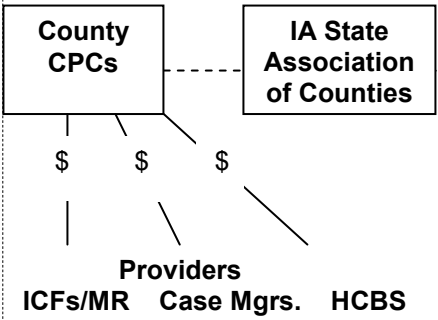 County
CPCs
IA State
Association
of Counties
$ $ $
Providers
ICFs/MR Case Mgrs. HCBS